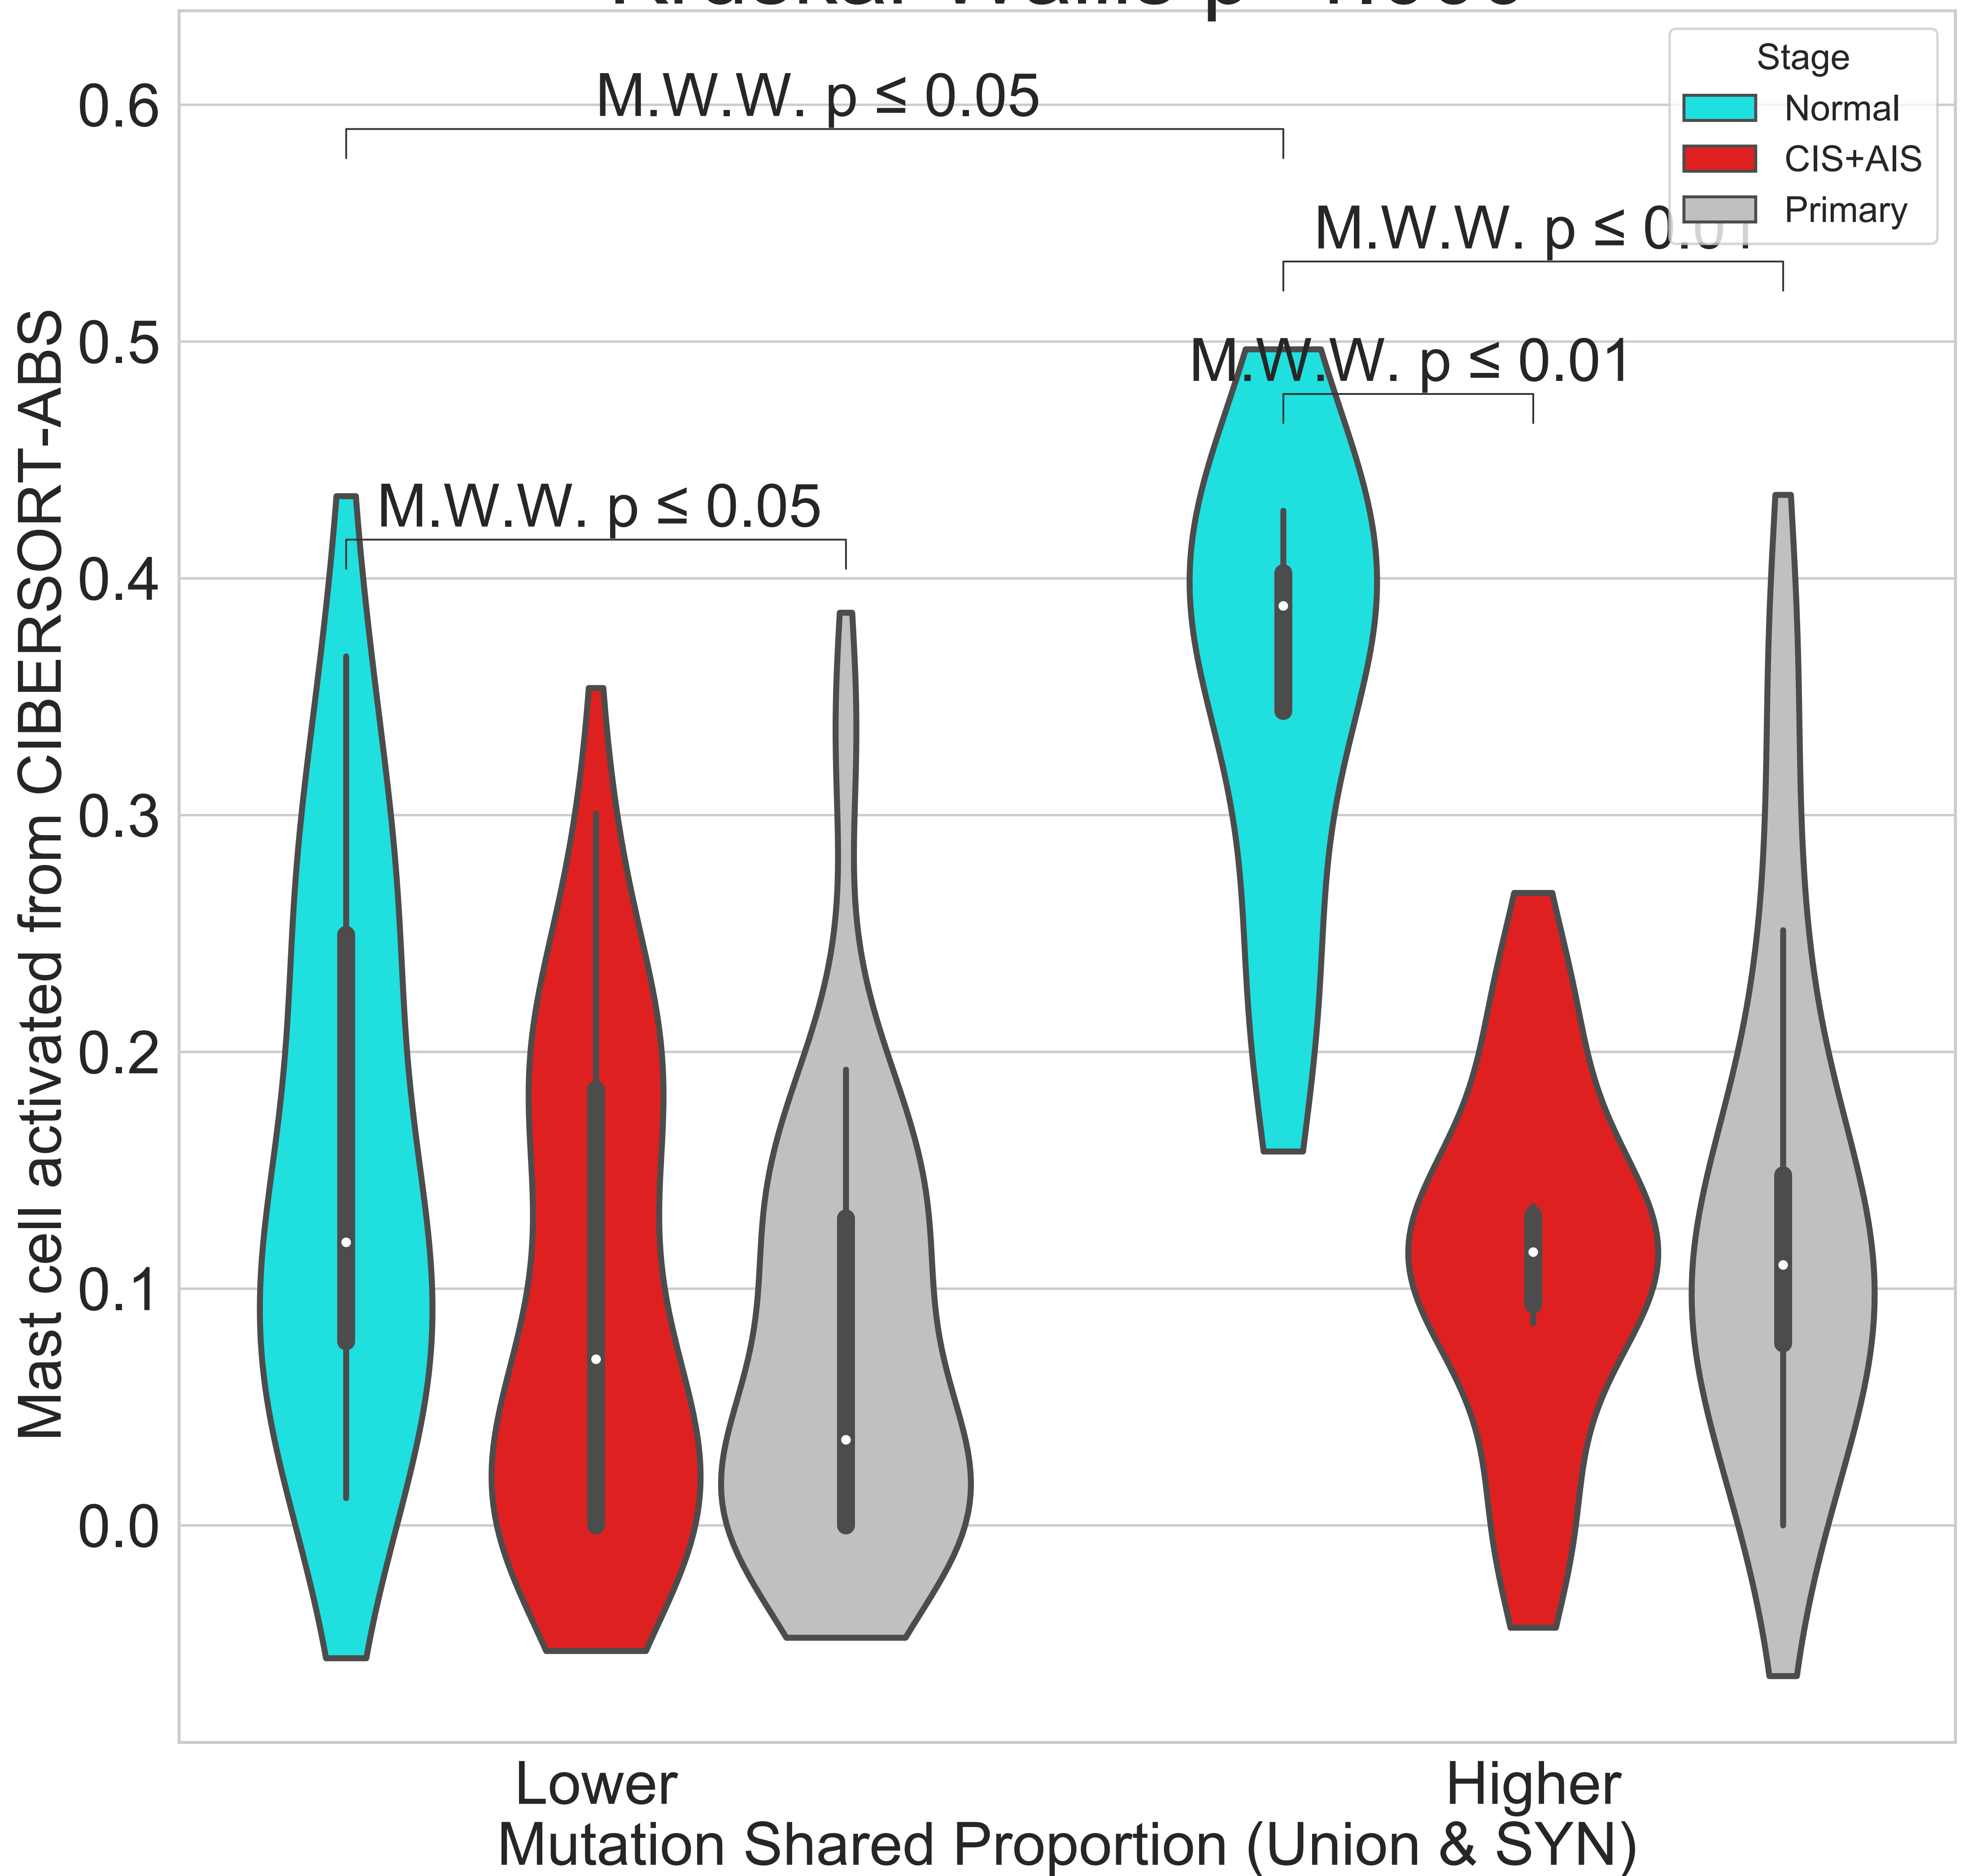 M.W.W. p ≤ 0.05
Stage
Normal
CIS+AIS
Primary
M.W.W. p ≤ 0.01
M.W.W. p ≤ 0.01
M.W.W. p ≤ 0.05
0.6
0.5
0.4
0.3
0.2
0.1
0.0
Mast cell activated from CIBERSORT-ABS
Lower
Higher
Mutation Shared Proportion (Union & SYN)